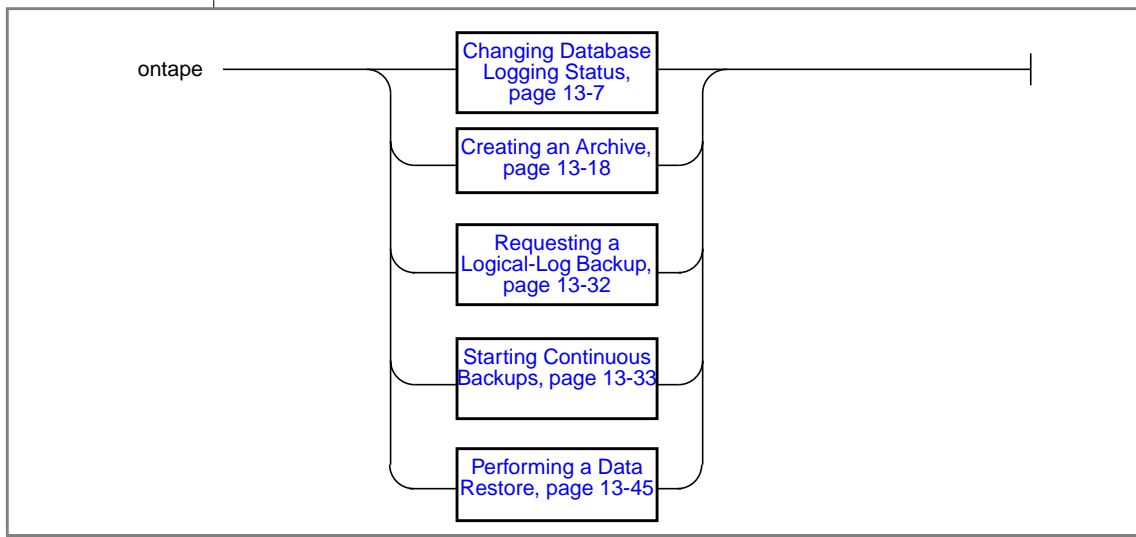 Changing Database
Logging Status,
page 13-7
ontape
Creating an Archive,
page 13-18
Requesting a
Logical-Log Backup,
page 13-32
Starting Continuous
Backups, page 13-33
Performing a Data
Restore, page 13-45